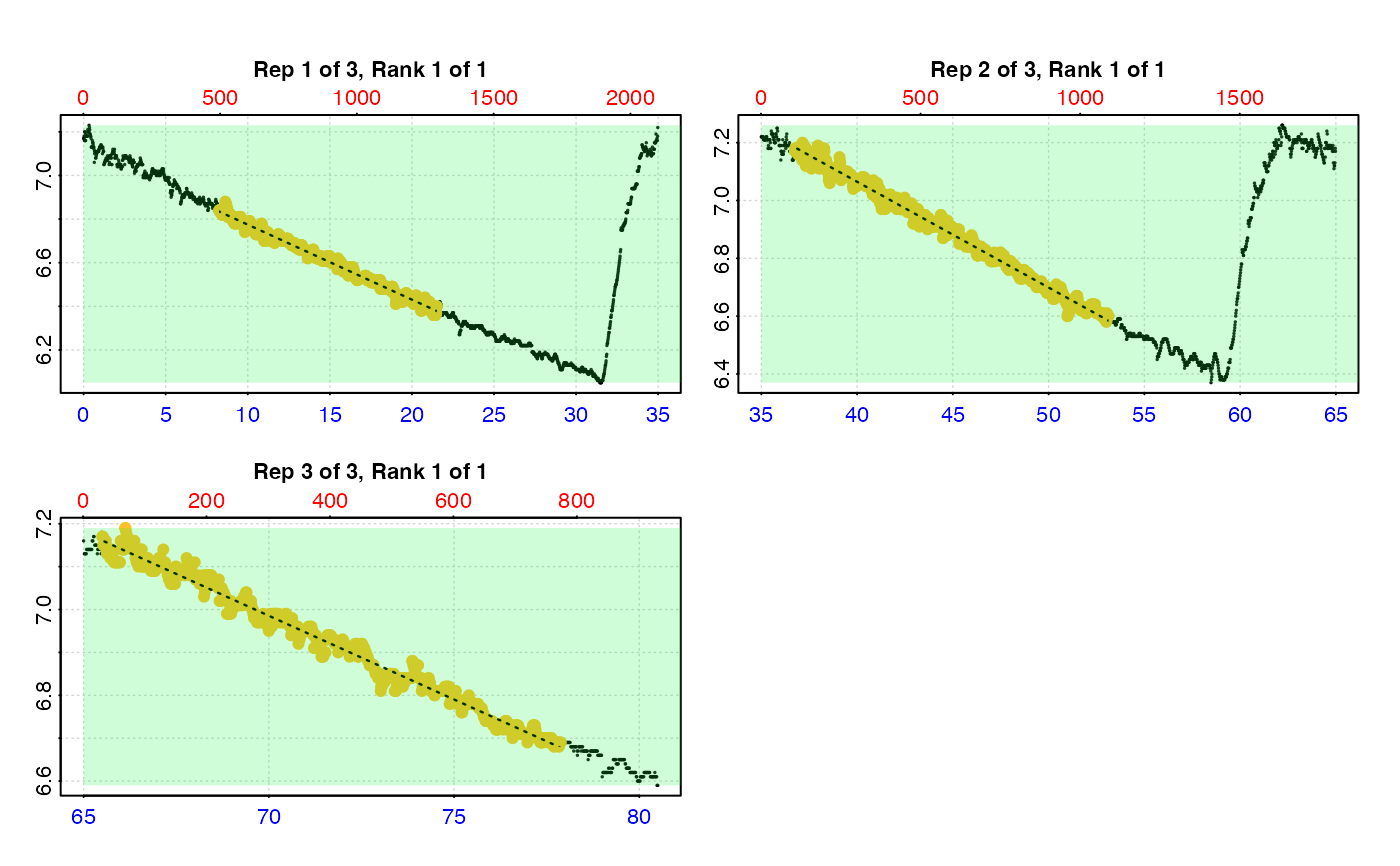 Rep 1 of 3, Rank 1 of 1
0 500 1000 1500 2000
7.0
6.6
6.2
0 5 10 15 20 25 30 35
Rep 2 of 3, Rank 1 of 1
0 500 1000 1500
7.2
7.0
6.8
6.6
6.4
35 40 45 50 55 60 65
Rep 3 of 3, Rank 1 of 1
0 200 400 600 800
7.2
7.0
6.8
6.6
65 70 75 80